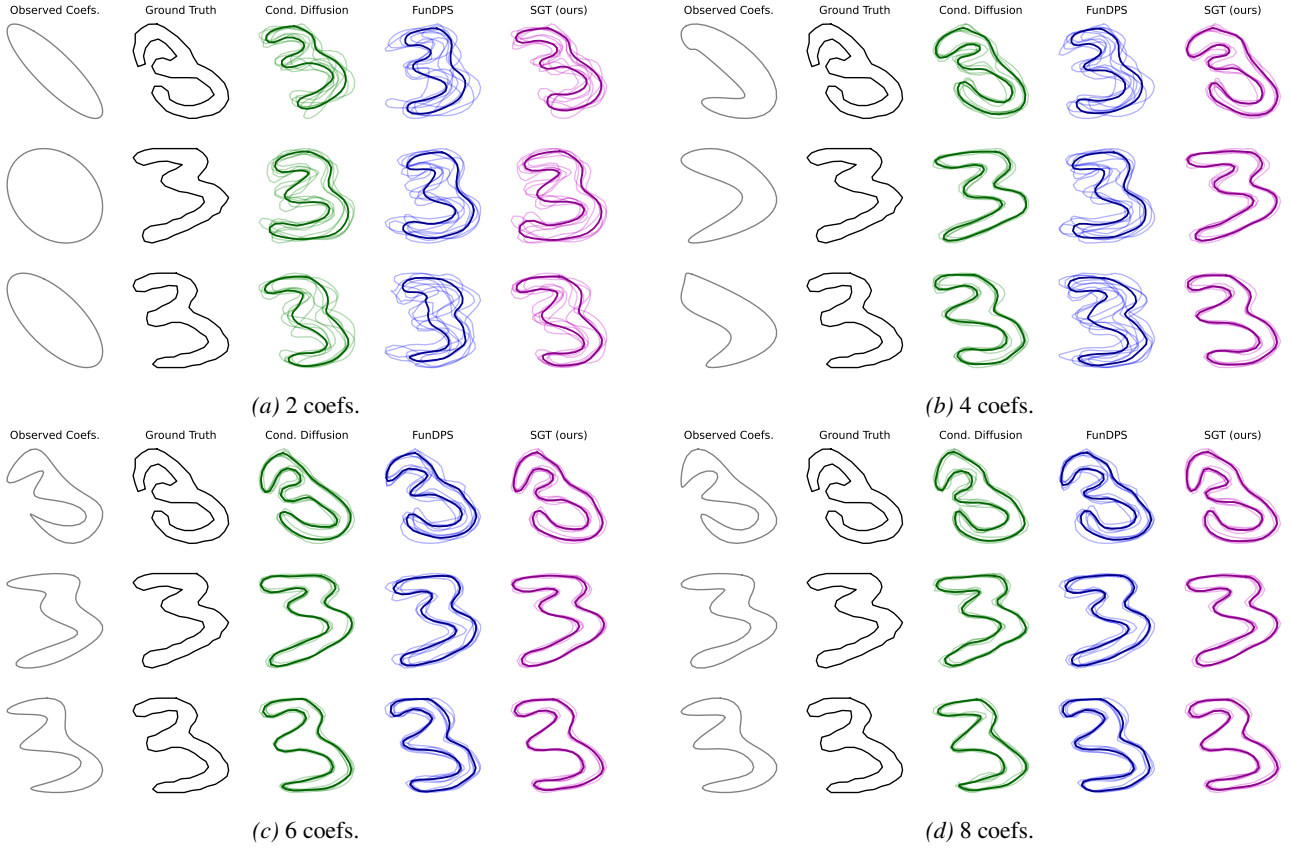 Observed Coefs. Ground Truth Cond. Diffusion FunDPS SGT (ours)
(a) 2 coefs.
Observed Coefs. Ground Truth Cond. Diffusion FunDPS SGT (ours)
(b) 4 coefs.
Observed Coefs. Ground Truth Cond. Diffusion FunDPS SGT (ours)
(c) 6 coefs.
Observed Coefs. Ground Truth Cond. Diffusion FunDPS SGT (ours)
(d) 8 coefs.